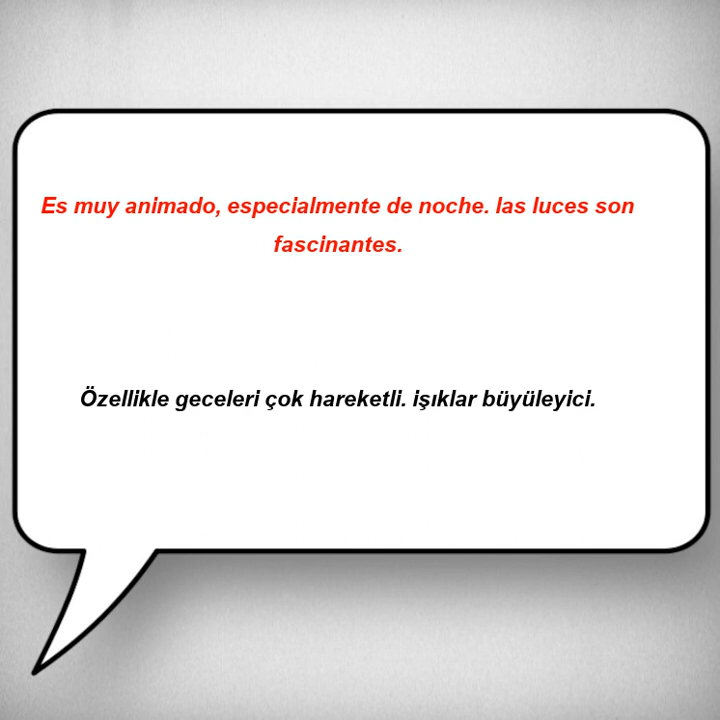 Es muy animado, especialmente de noche. las luces son
fascinantes.
Özellikle geceleri çok hareketli. işıklar büyüleyici.